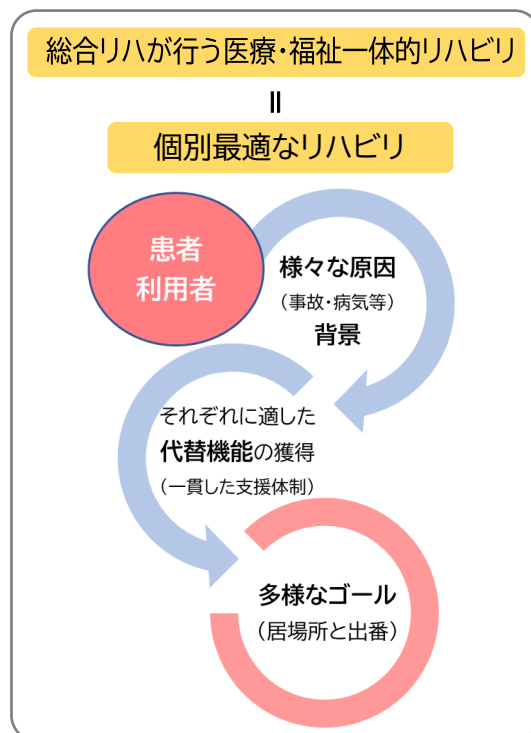 総合リハが行う医療・福祉一体的リハビリ
＝
個別最適なリハビリ
患者
利用者
様々な原因
（事故・病気等）
背景
それぞれに適した
代替機能の獲得
（一貫した支援体制）
多様なゴール
（居場所と出番）